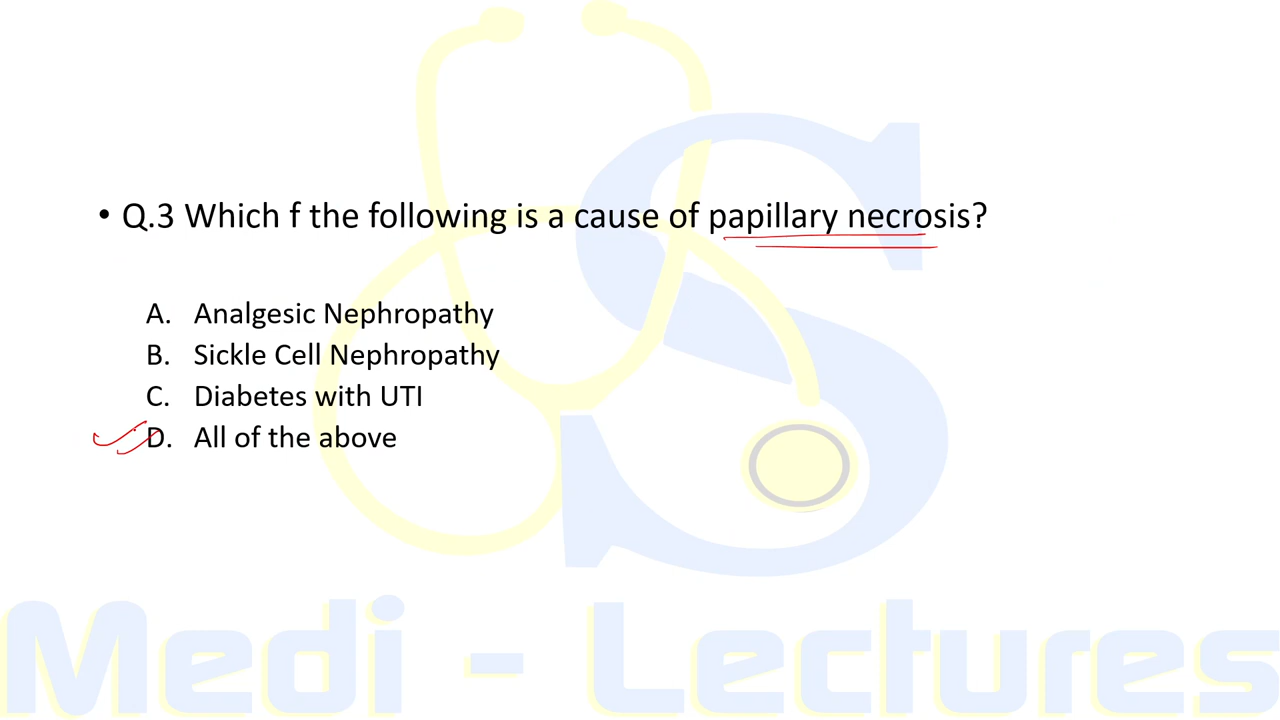 • Q.3 Which f the following is a cause of papillary necrosis?
A. Analgesic Nephropathy
B. Sickle Cell Nephropathy
C. Diabetes with UTI
D. All of the above
S
Medi - Lectures